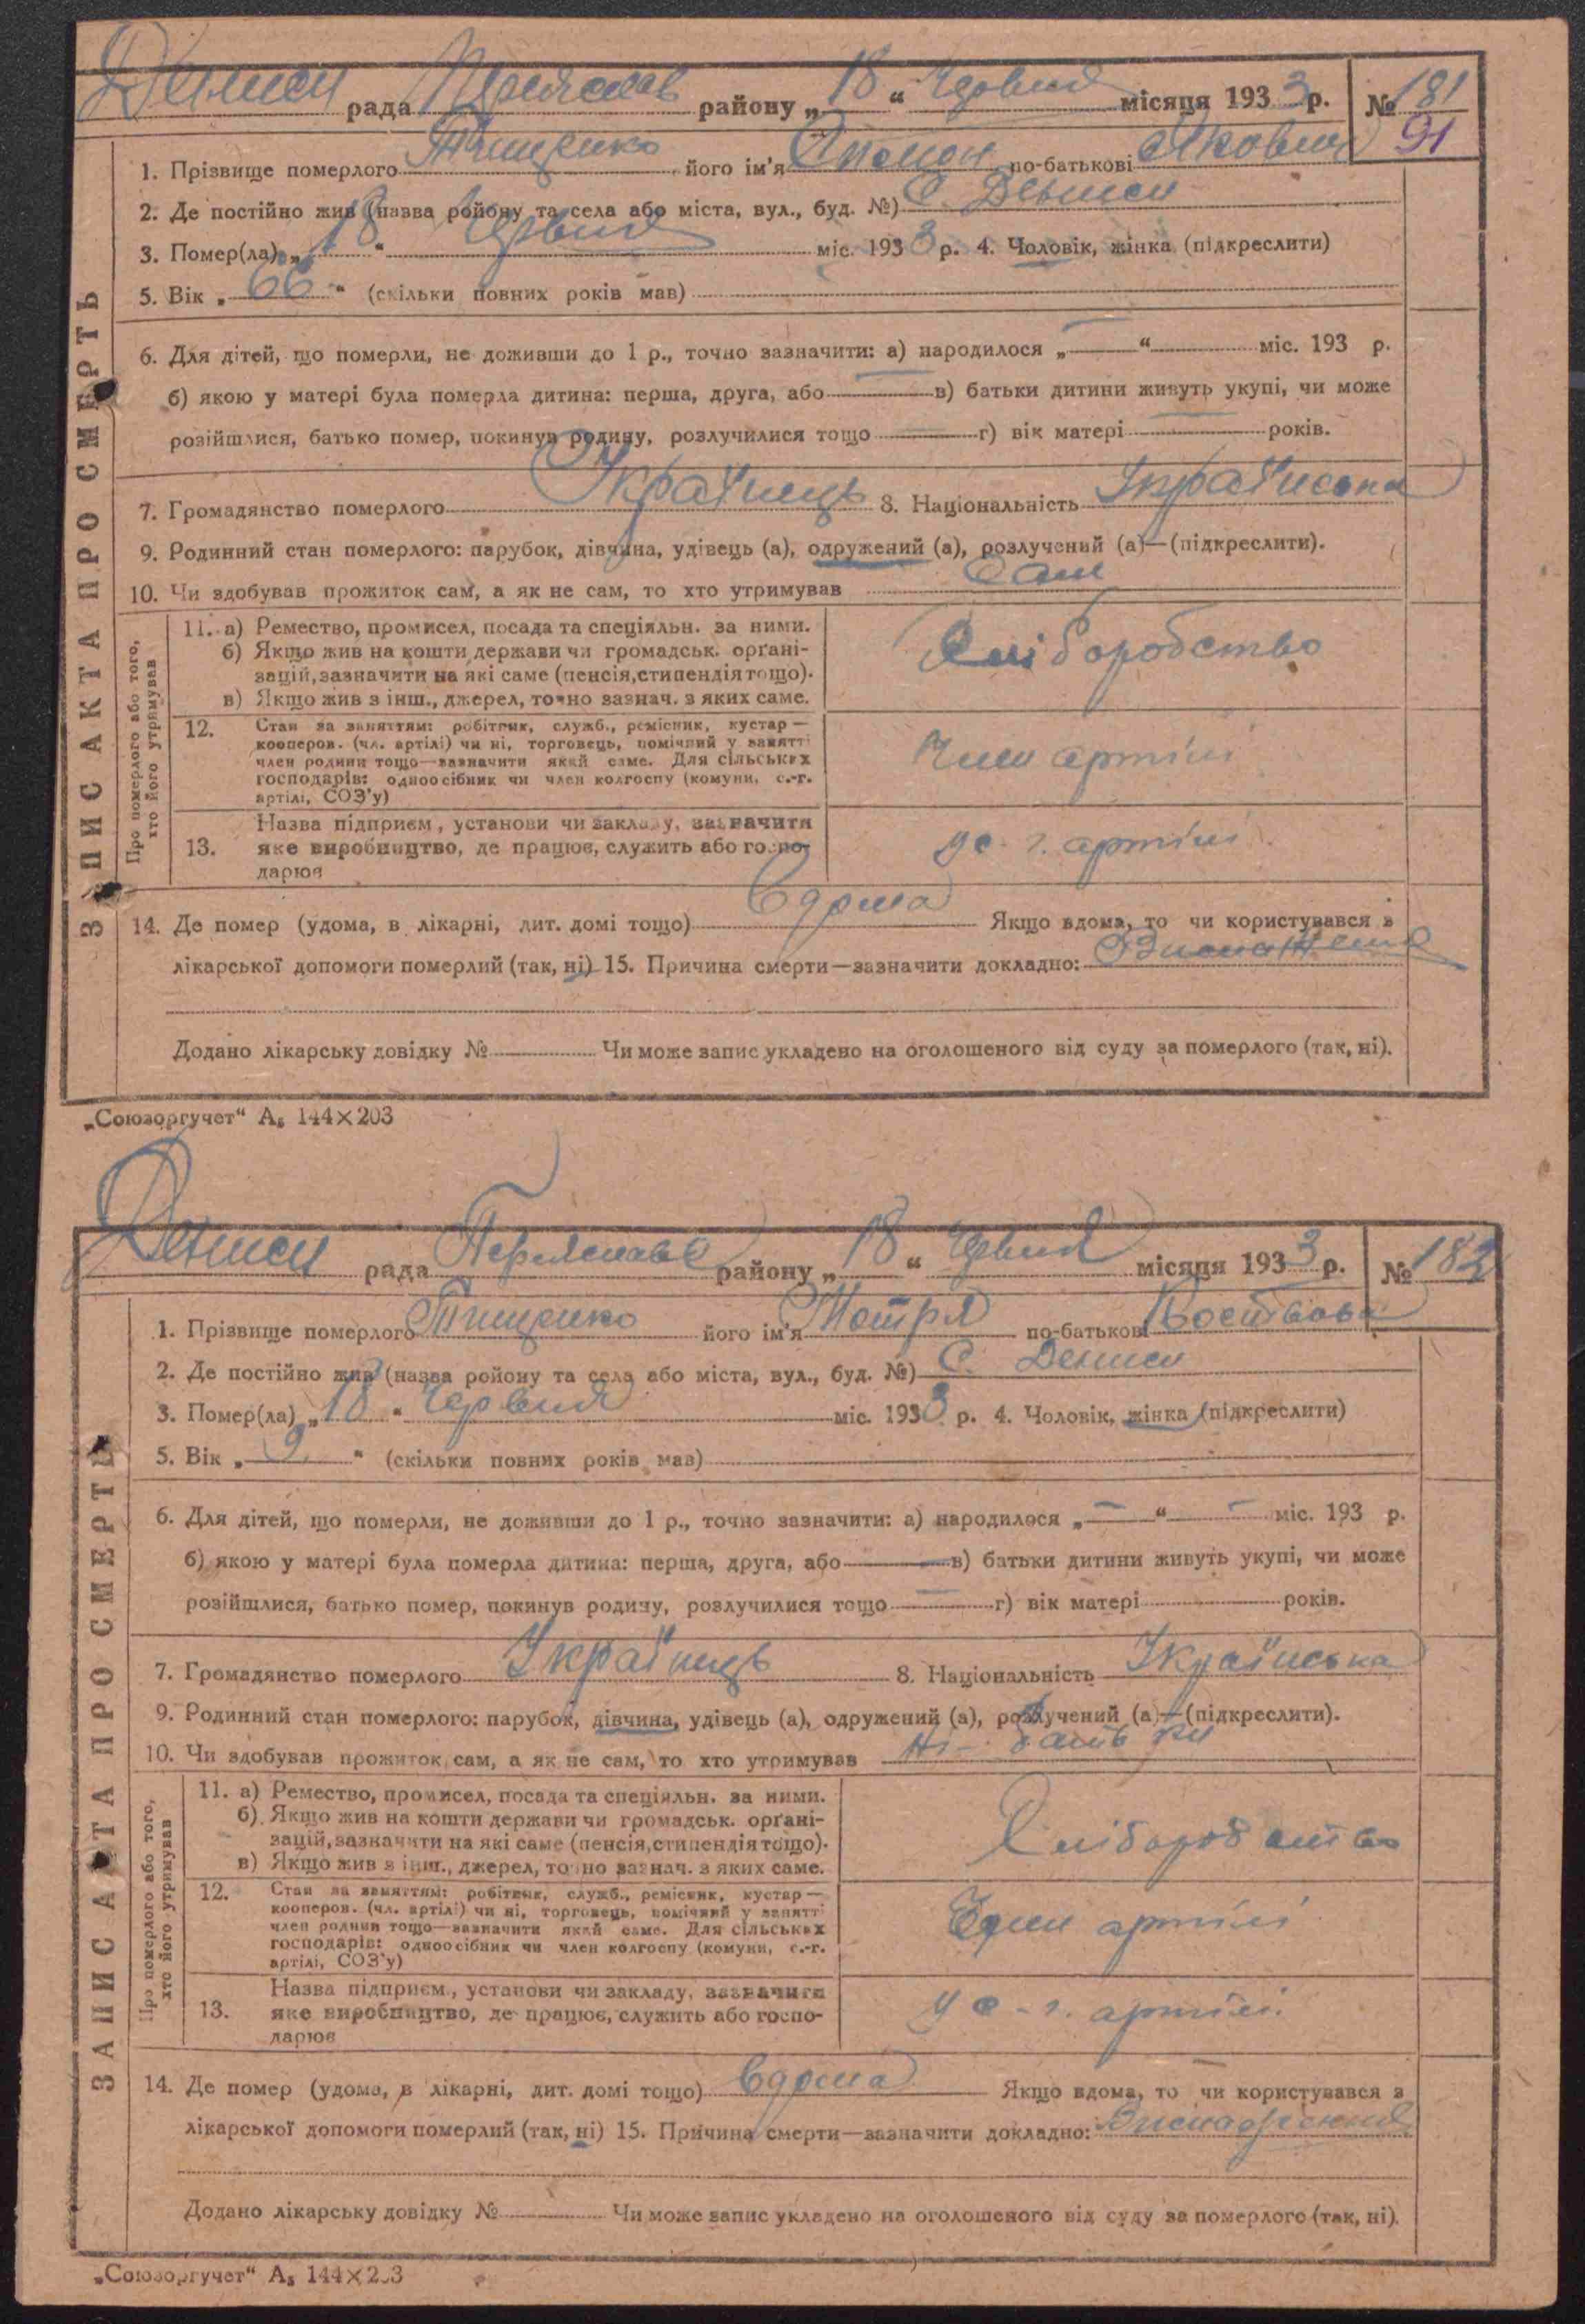 Дениси рада Переяслав району „18“ Червня місяця 1933 р. № 181
91
ЗАПИС АКТА ПРО СМЕРТЬ
1. Прізвище померлого Тищенко його ім'я по-батькові Якович
2. Де постійно жив (назва ройону та села або міста, вул., буд. №) С. Дениси
3. Помер(ла) „18“ Червня міс. 1933 р. 4. Чоловік, жінка (підкреслити)
5. Вік „66“ (скільки повних років мав)
6. Для дітей, що померли, не доживши до 1 р., точно зазначити: а) народилося „—“ міс. 193 р.
б) якою у матері була померла дитина: перша, друга, або — в) батьки дитини живуть укупі, чи може
розійшлися, батько помер, покинув родину, розлучилися тощо — г) вік матері — років.
7. Громадянство померлого Українець 8. Національність Українська
9. Родинний стан померлого: парубок, дівчина, удівець (а), одружений (а), розлучений (а)—(підкреслити).
10. Чи здобував прожиток сам, а як не сам, то хто утримував Сам
Про померлого або того,
хто його утримував
11. а) Ремество, промисел, посада та спеціяльн. за ними.
б) Якщо жив на кошти держави чи громадськ. орґані-
зацій, зазначити на які саме (пенсія, стипендія тощо).
в) Якщо жив з інш., джерел, точно зазнач. з яких саме.
Хліборобство
12. Стан за заняттям: робітник, служб., ремісник, кустар —
кооперов. (чл. артілі) чи ні, торговець, помічний у занятті
член родини тощо—зазначити який саме. Для сільських
господарів: одноосібник чи член колгоспу (комуни, с.-г.
артілі, СОЗ'у)
Член артілі
13. Назва підприєм., установи чи закладу, зазначити
яке виробництво, де працює, служить або госпо-
дарює
у с. г. артілі
14. Де помер (удома, в лікарні, дит. домі тощо) Вдома Якщо вдома, то чи користувався з
лікарської допомоги померлий (так, ні) 15. Причина смерти—зазначити докладно: Виснаження
Додано лікарську довідку № Чи може запис укладено на оголошеного від суду за померлого (так, ні).
„Союзоргучет“ А₅ 144×203
Дениси рада Переяслав району „18“ Червня місяця 1933 р. № 182
ЗАПИС АКТА ПРО СМЕРТЬ
1. Прізвище померлого Тищенко його ім'я Мотря по-батькові
2. Де постійно жив (назва ройону та села або міста, вул., буд. №) С. Дениси
3. Помер(ла) „18“ Червня міс. 1933 р. 4. Чоловік, жінка (підкреслити)
5. Вік „9“ (скільки повних років мав)
6. Для дітей, що померли, не доживши до 1 р., точно зазначити: а) народилося „—“ — міс. 193 р.
б) якою у матері була померла дитина: перша, друга, або — в) батьки дитини живуть укупі, чи може
розійшлися, батько помер, покинув родину, розлучилися тощо — г) вік матері років.
7. Громадянство померлого Українець 8. Національність Українська
9. Родинний стан померлого: парубок, дівчина, удівець (а), одружений (а), розлучений (а)—(підкреслити).
10. Чи здобував прожиток сам, а як не сам, то хто утримував Ні – батьки
Про померлого або того,
хто його утримував
11. а) Ремество, промисел, посада та спеціяльн. за ними.
б) Якщо жив на кошти держави чи громадськ. орґані-
зацій, зазначити на які саме (пенсія, стипендія тощо).
в) Якщо жив з інш., джерел, точно зазнач. з яких саме.
Хліборобство
12. Стан за заняттям: робітник, служб., ремісник, кустар —
кооперов. (чл. артілі) чи ні, торговець, помічний у занятті
член родини тощо—зазначити який саме. Для сільських
господарів: одноосібник чи член колгоспу (комуни, с.-г.
артілі, СОЗ'у)
артілі
13. Назва підприєм., установи чи закладу, зазначити
яке виробництво, де працює, служить або госпо-
дарює
у с-г. артілі
14. Де помер (удома, в лікарні, дит. домі тощо) Вдома Якщо вдома, то чи користувався з
лікарської допомоги померлий (так, ні) 15. Причина смерти—зазначити докладно: Виснаження
Додано лікарську довідку № Чи може запис укладено на оголошеного від суду за померлого (так, ні).
„Союзоргучет“ А₅ 144×203